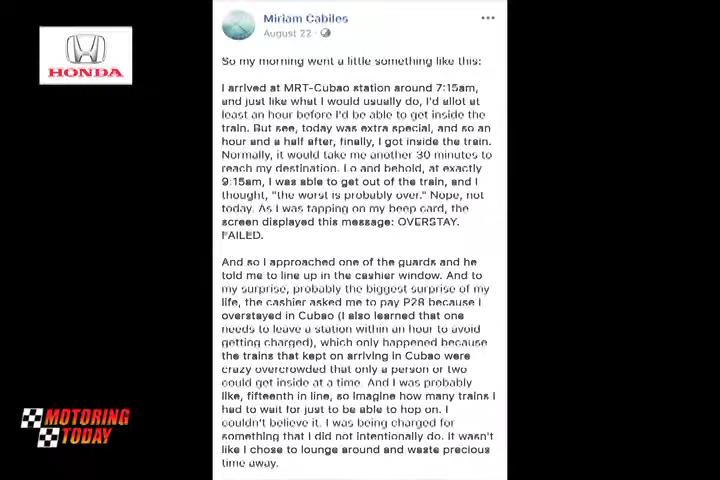 Miriam Cabiles
August 22
HONDA
So my morning went a little something like this:
I arrived at MRT-Cubao station around 7:15am,
and just like what I would usually do, I'd allot at
least an hour before I'd be able to get inside the
train. But see, today was extra special, and so an
hour and a half after, finally, I got inside the train.
Normally, it would take me another 30 minutes to
reach my destination. Lo and behold, at exactly
9:15am, I was able to get out of the train, and I
thought, "the worst is probably over." Nope, not
today. As I was tapping on my beep card, the
screen displayed this message: OVERSTAY.
FAILED.
And so I approached one of the guards and he
told me to line up in the cashier window. And to
my surprise, probably the biggest surprise of my
life, the cashier asked me to pay P28 because I
overstayed in Cubao (I also learned that one
needs to leave a station within an hour to avoid
getting charged), which only happened because
the trains that kept on arriving in Cubao were
crazy overcrowded that only a person or two
could get inside at a time. And I was probably
like, fifteenth in line, so imagine how many trains I
had to wait for just to be able to hop on. I
couldn't believe it. I was being charged for
something that I did not intentionally do. It wasn't
like I chose to lounge around and waste precious
time away.
MOTORING
TODAY